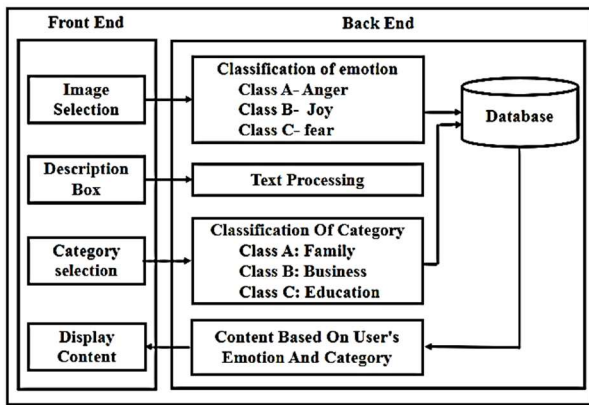 Front End
Back End
Image
Selection
Classification of emotion
Class A- Anger
Class B- Joy
Class C- fear
Database
Description
Box
Text Processing
Category
selection
Classification Of Category
Class A: Family
Class B: Business
Class C: Education
Display
Content
Content Based On User's
Emotion And Category